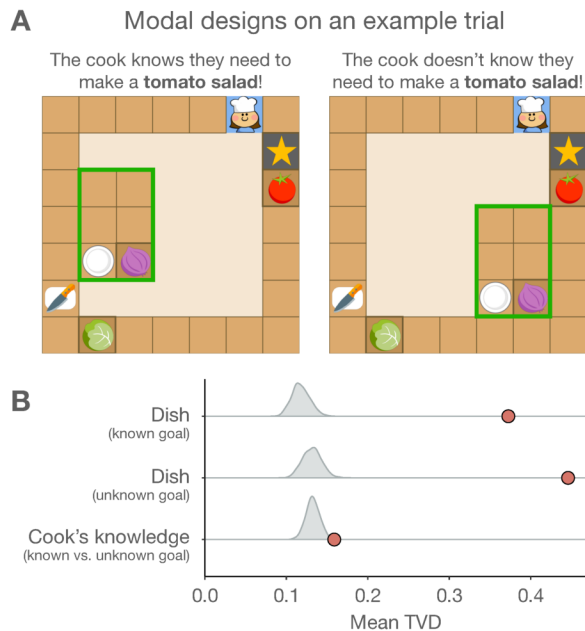 A
Modal designs on an example trial
The cook knows they need to
make a tomato salad!
The cook doesn't know they
need to make a tomato salad!
B
Dish
(known goal)
Dish
(unknown goal)
Cook's knowledge
(known vs. unknown goal)
0.0 0.1 0.2 0.3 0.4
Mean TVD